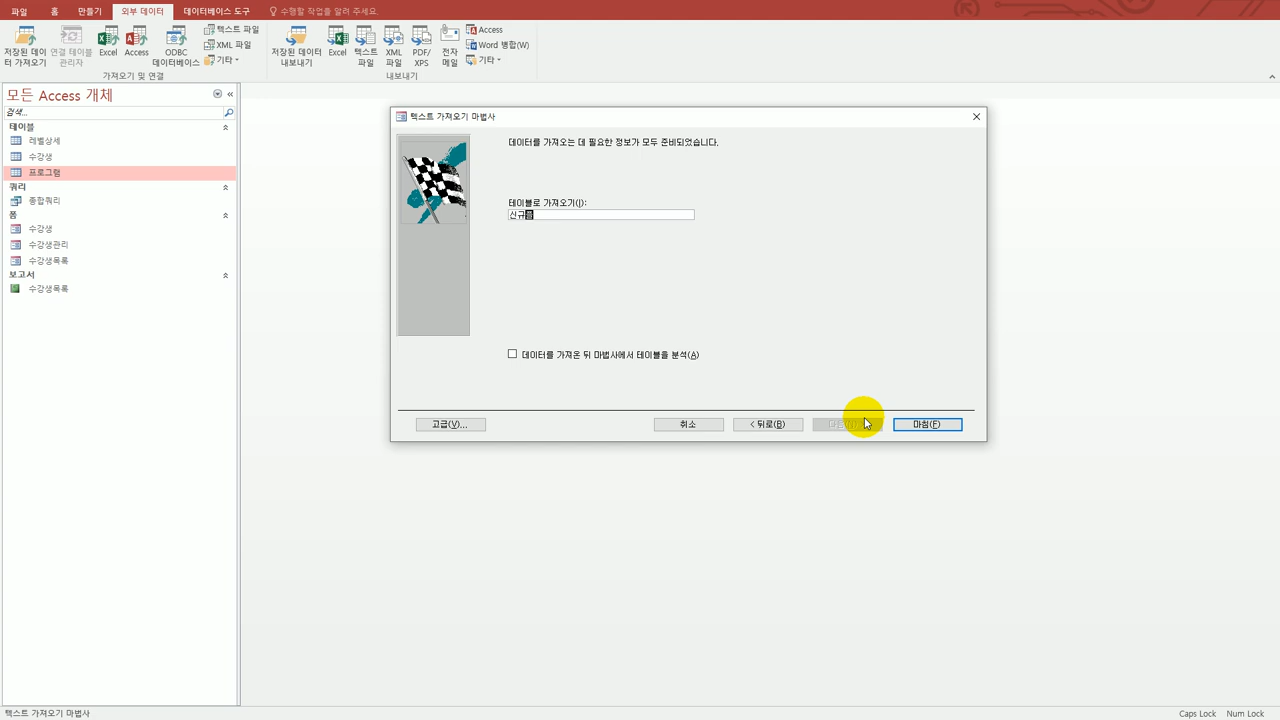 파일 홈 만들기 외부 데이터 데이터베이스 도구 수행할 작업을 알려 주세요.
저장된 데이터 가져오기
연결 테이블 관리자
Excel
Access
ODBC 데이터베이스
텍스트 파일
XML 파일
기타
가져오기 및 연결
저장된 데이터 내보내기
Excel
텍스트 파일
XML 파일
PDF/XPS
전자 메일
Access
Word 병합(W)
기타
내보내기
모든 Access 개체
검색...
테이블
레벨상세
수강생
프로그램
쿼리
종합쿼리
폼
수강생
수강생관리
수강생목록
보고서
수강생목록
텍스트 가져오기 마법사
데이터를 가져오는 데 필요한 정보가 모두 준비되었습니다.
테이블로 가져오기(I):
신규
데이터를 가져온 뒤 마법사에서 테이블을 분석(A)
고급(V)...
취소
< 뒤로(B)
마침(F)
텍스트 가져오기 마법사
Caps Lock Num Lock